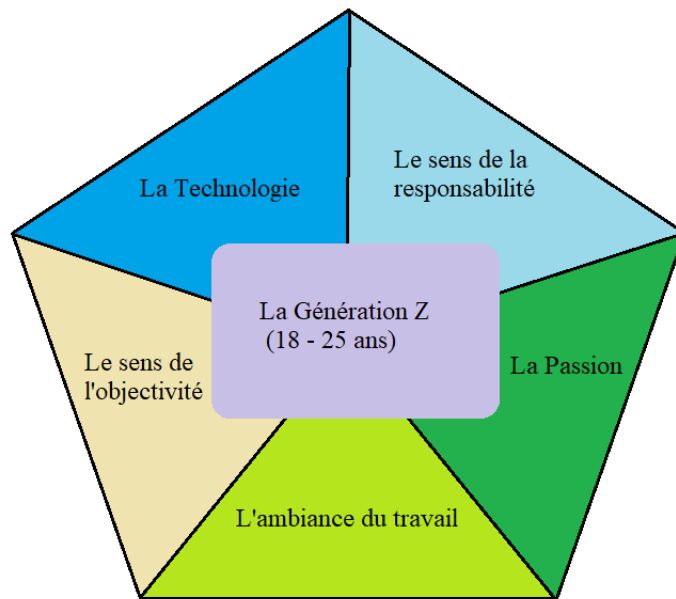 La Technologie
Le sens de la
responsabilité
La Génération Z
(18 - 25 ans)
Le sens de
l'objectivité
La Passion
L'ambiance du travail